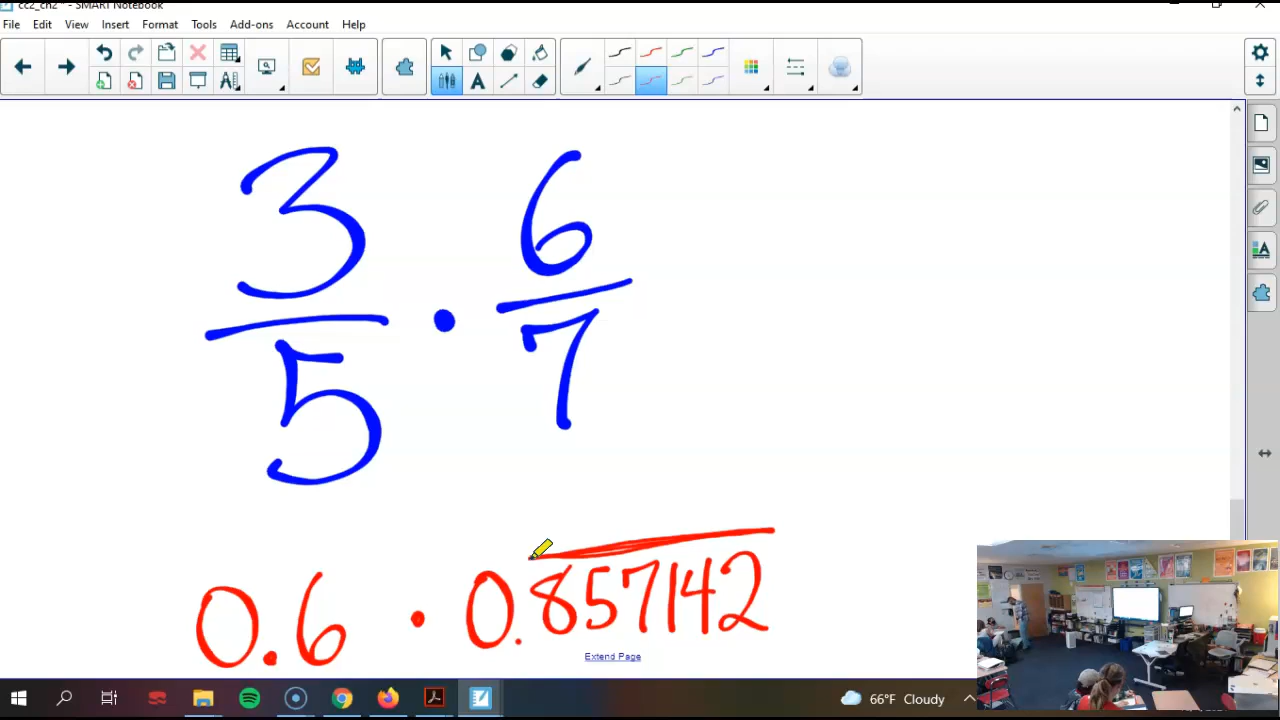 cc2_ch2 * - SMART Notebook
File Edit View Insert Format Tools Add-ons Account Help
3/5 · 6/7
0.6 · 0.857142
Extend Page
66°F Cloudy